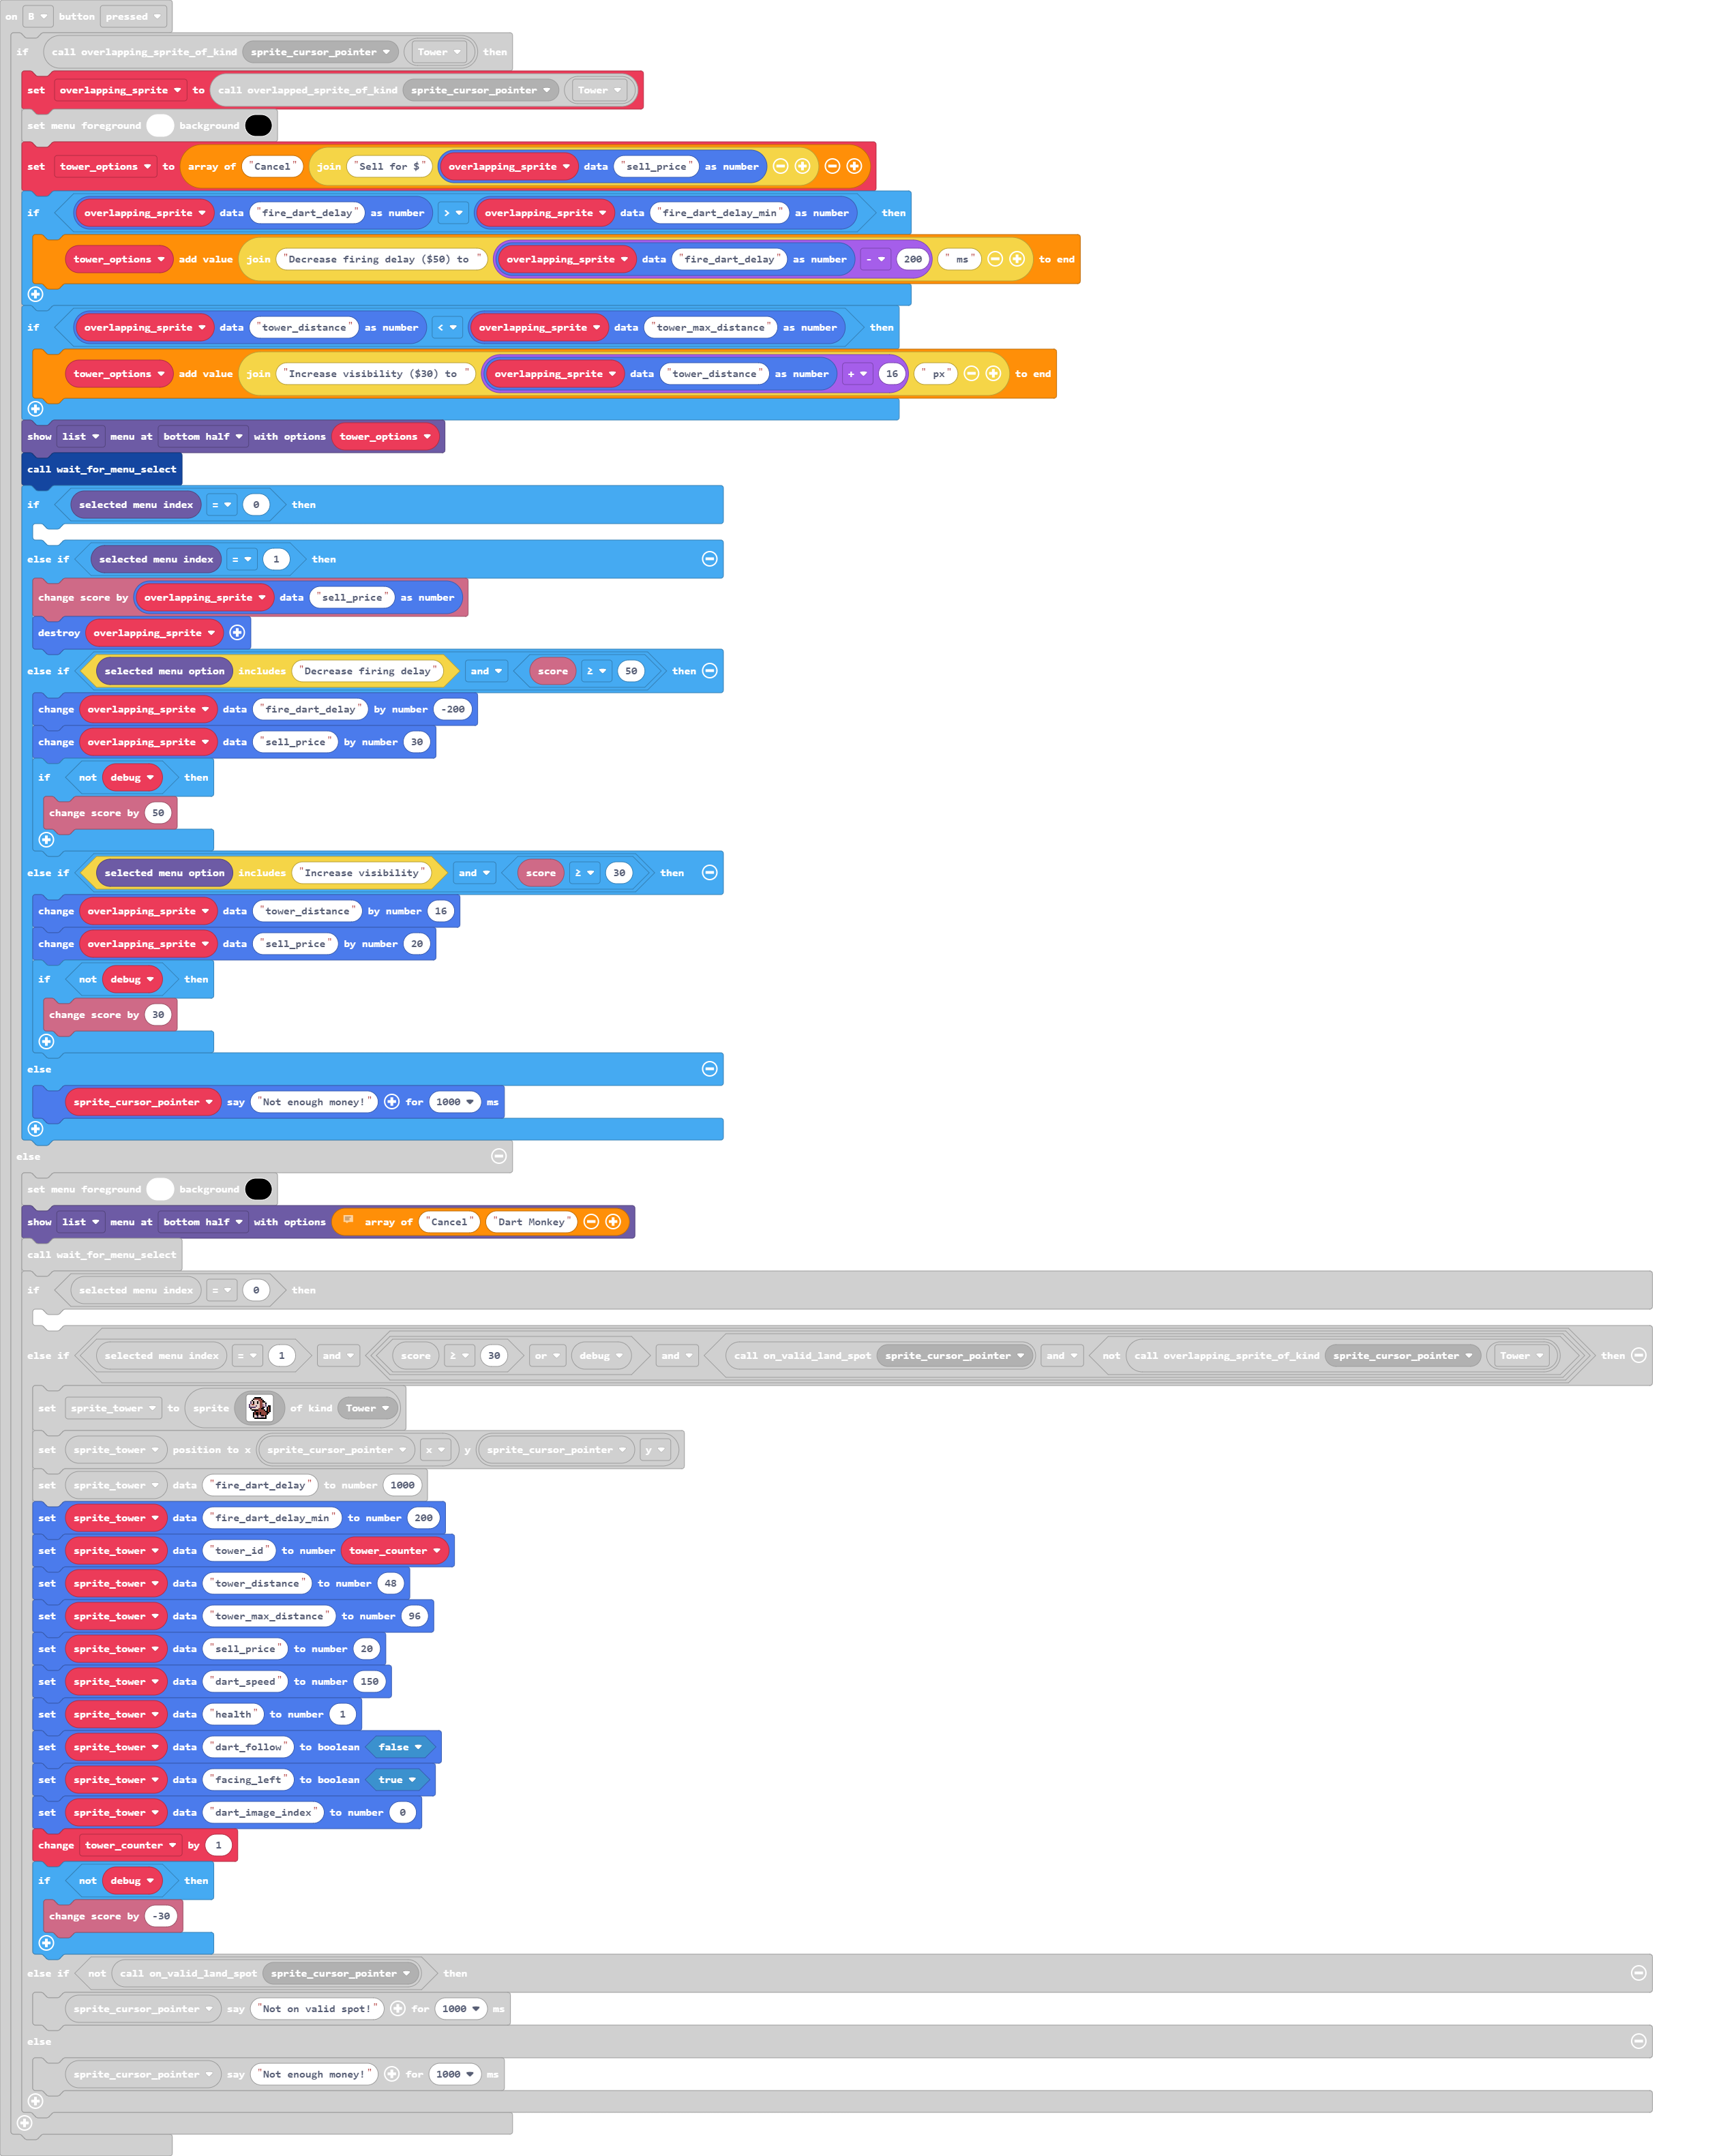 on B button pressed
if call overlapping_sprite_of_kind sprite_cursor_pointer Tower then
set overlapping_sprite to call overlapped_sprite_of_kind sprite_cursor_pointer Tower
set menu foreground background
set tower_options to array of "Cancel" join "Sell for $" overlapping_sprite data "sell_price" as number
if overlapping_sprite data "fire_dart_delay" as number > overlapping_sprite data "fire_dart_delay_min" as number then
tower_options add value join "Decrease firing delay ($50) to " overlapping_sprite data "fire_dart_delay" as number - 200 " ms" to end
if overlapping_sprite data "tower_distance" as number < overlapping_sprite data "tower_max_distance" as number then
tower_options add value join "Increase visibility ($30) to " overlapping_sprite data "tower_distance" as number + 16 " px" to end
show list menu at bottom half with options tower_options
call wait_for_menu_select
if selected menu index = 0 then
else if selected menu index = 1 then
change score by overlapping_sprite data "sell_price" as number
destroy overlapping_sprite
else if selected menu option includes "Decrease firing delay" and score ≥ 50 then
change overlapping_sprite data "fire_dart_delay" by number -200
change overlapping_sprite data "sell_price" by number 30
if not debug then
change score by 50
else if selected menu option includes "Increase visibility" and score ≥ 30 then
change overlapping_sprite data "tower_distance" by number 16
change overlapping_sprite data "sell_price" by number 20
if not debug then
change score by 30
else
sprite_cursor_pointer say "Not enough money!" for 1000 ms
else
set menu foreground background
show list menu at bottom half with options array of "Cancel" "Dart Monkey"
call wait_for_menu_select
if selected menu index = 0 then
else if selected menu index = 1 and score ≥ 30 or debug and call on_valid_land_spot sprite_cursor_pointer and not call overlapping_sprite_of_kind sprite_cursor_pointer Tower then
set sprite_tower to sprite of kind Tower
set sprite_tower position to x sprite_cursor_pointer x y sprite_cursor_pointer y
set sprite_tower data "fire_dart_delay" to number 1000
set sprite_tower data "fire_dart_delay_min" to number 200
set sprite_tower data "tower_id" to number tower_counter
set sprite_tower data "tower_distance" to number 48
set sprite_tower data "tower_max_distance" to number 96
set sprite_tower data "sell_price" to number 20
set sprite_tower data "dart_speed" to number 150
set sprite_tower data "health" to number 1
set sprite_tower data "dart_follow" to boolean false
set sprite_tower data "facing_left" to boolean true
set sprite_tower data "dart_image_index" to number 0
change tower_counter by 1
if not debug then
change score by -30
else if not call on_valid_land_spot sprite_cursor_pointer then
sprite_cursor_pointer say "Not on valid spot!" for 1000 ms
else
sprite_cursor_pointer say "Not enough money!" for 1000 ms